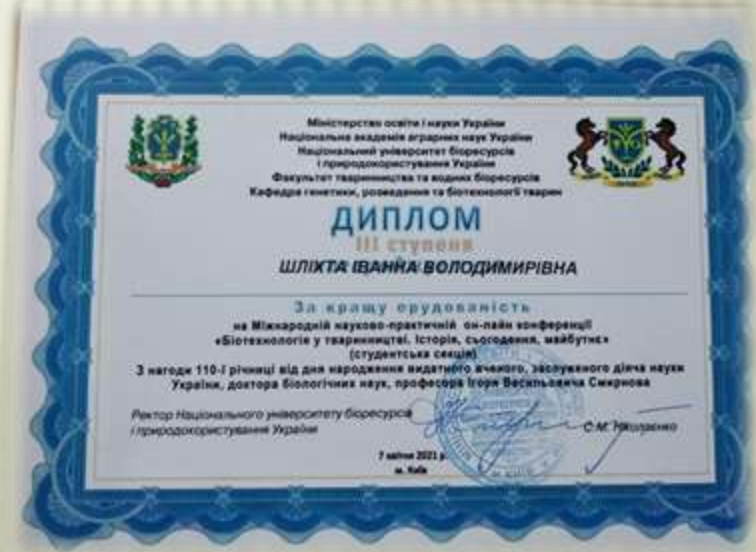 Міністерство освіти і науки України
Національна академія аграрних наук України
Національний університет біоресурсів
і природокористування України
Факультет тваринництва та водних біоресурсів
Кафедра генетики, розведення та біотехнології тварин
ДИПЛОМ
III ступеня
ШЛІХТА ІВАННА ВОЛОДИМИРІВНА
За кращу ерудованість
на Міжнародній науково-практичній он-лайн конференції
«Біотехнологія у тваринництві. Історія, сьогодення, майбутнє»
(студентська секція)
З нагоди 110-ї річниці від дня народження видатного вченого, заслуженого діяча науки
України, доктора біологічних наук, професора Ігоря Васильовича Смирнова
Ректор Національного університету біоресурсів
і природокористування України
С.М. Ніколаєнко
7 квітня 2021 р.
м. Київ